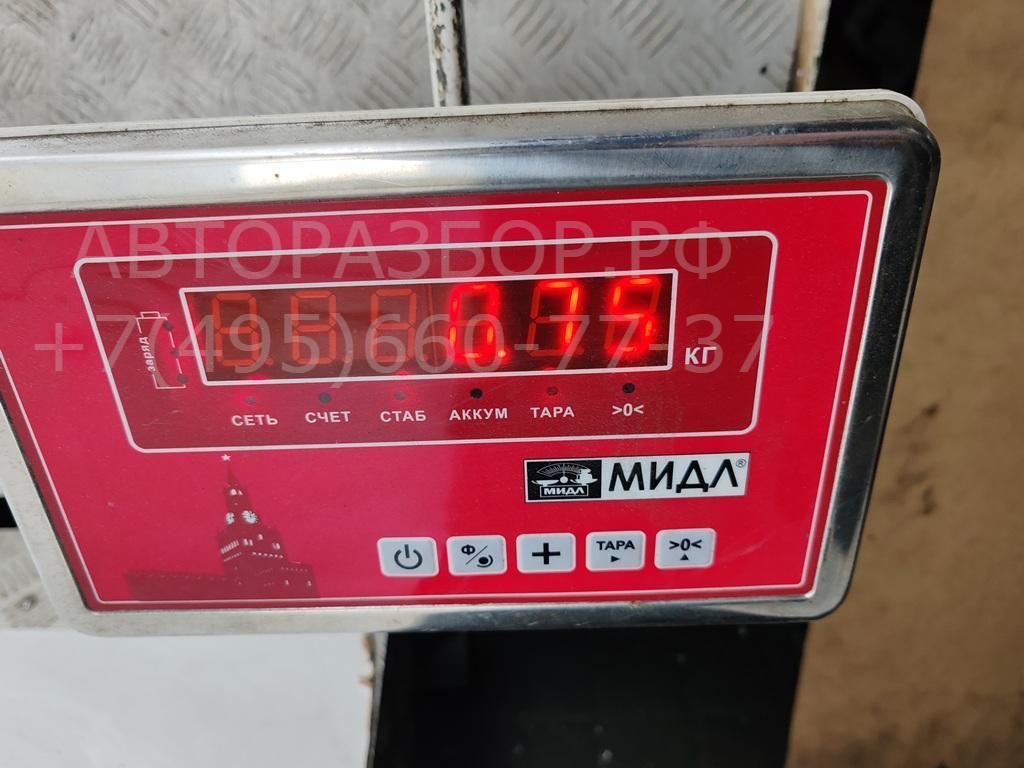 АВТОРАЗБОР.РФ
+7(495)660-77-37
0.75
КГ
заряд
СЕТЬ СЧЕТ СТАБ АККУМ ТАРА >0<
МИДЛ МИДЛ®
Ф + ТАРА >0<